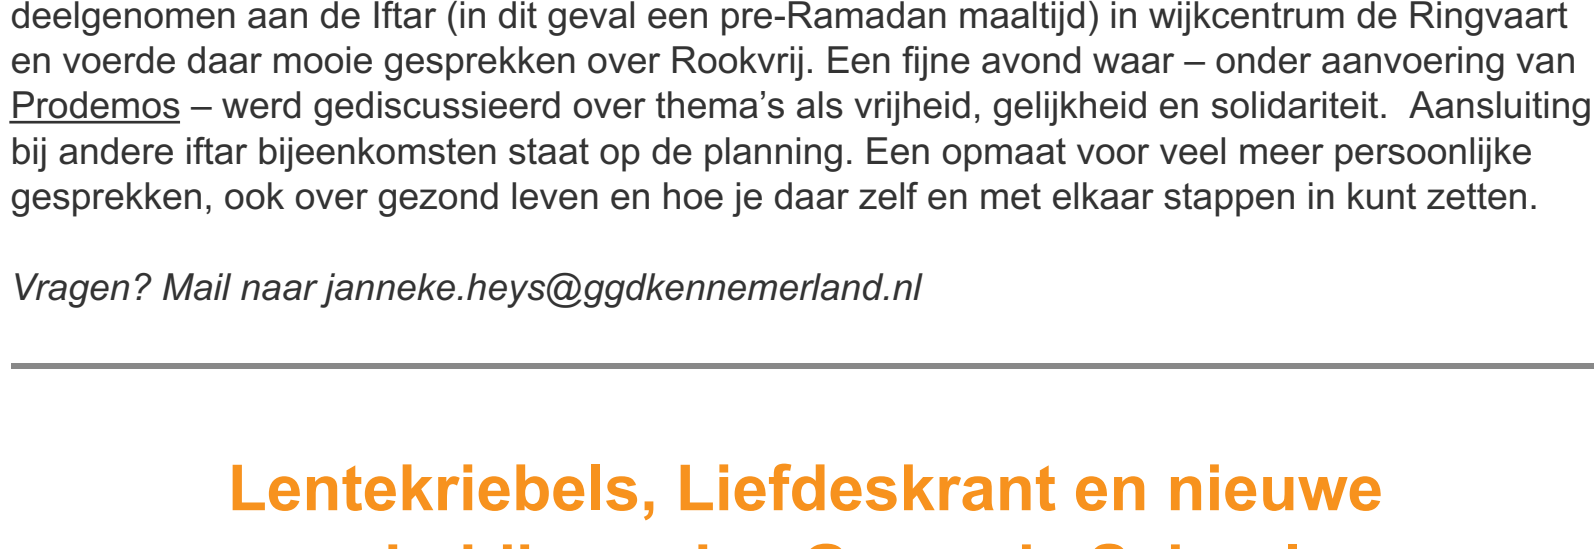 deelgenomen aan de Iftar (in dit geval een pre-Ramadan maaltijd) in wijkcentrum de Ringvaart
en voerde daar mooie gesprekken over Rookvrij. Een fijne avond waar – onder aanvoering van
Prodemos – werd gediscussieerd over thema’s als vrijheid, gelijkheid en solidariteit.  Aansluiting
bij andere iftar bijeenkomsten staat op de planning. Een opmaat voor veel meer persoonlijke
gesprekken, ook over gezond leven en hoe je daar zelf en met elkaar stappen in kunt zetten.
Vragen? Mail naar janneke.heys@ggdkennemerland.nl
Lentekriebels, Liefdeskrant en nieuwe